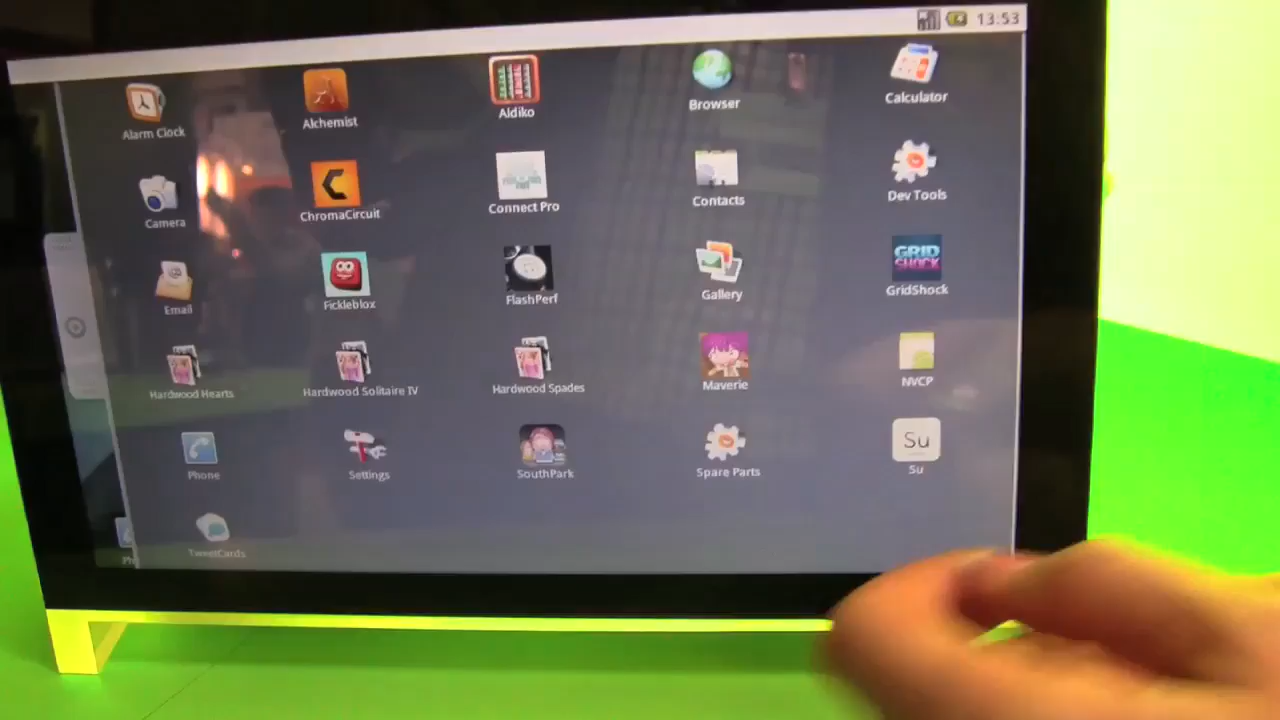 13:53
Alarm Clock
Alchemist
Aldiko
Browser
Calculator
Camera
C
ChromaCircuit
Connect Pro
Contacts
Dev Tools
Email
Fickleblox
FlashPerf
Gallery
GRID
SHOCK
GridShock
Hardwood Hearts
Hardwood Solitaire IV
Hardwood Spades
Maverie
NVCP
Phone
Settings
SouthPark
Spare Parts
Su
Su
TweetCards